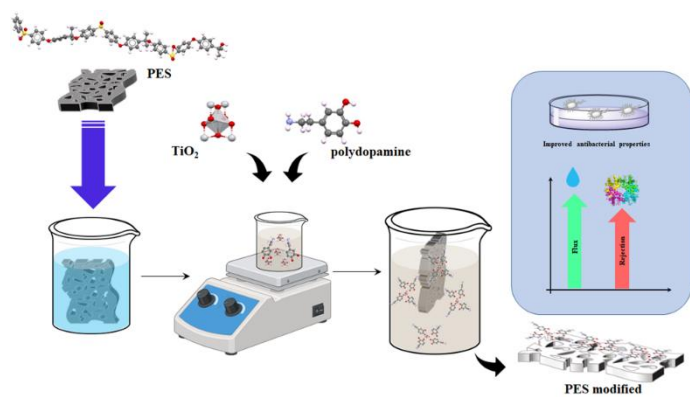 PES
TiO2
polydopamine
Improved antibacterial properties
Flux
Rejection
PES modified